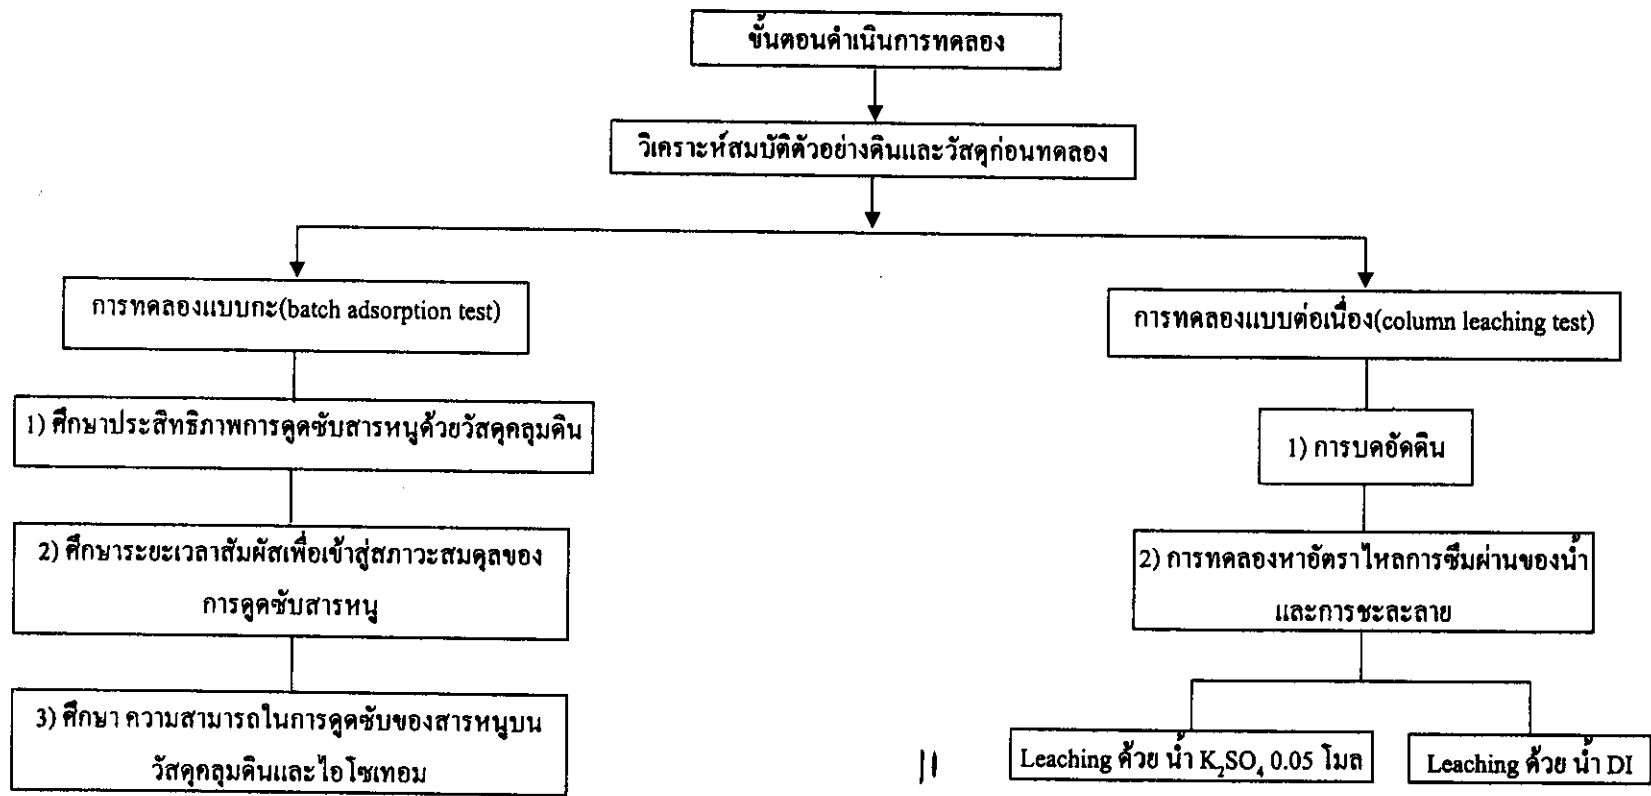 ขั้นตอนดำเนินการทดลอง
วิเคราะห์สมบัติตัวอย่างดินและวัสดุก่อนทดลอง
การทดลองแบบกะ(batch adsorption test)
1) ศึกษาประสิทธิภาพการดูดซับสารหนูด้วยวัสดุคลุมดิน
2) ศึกษาระยะเวลาสัมผัสเพื่อเข้าสู่สภาวะสมดุลของ
การดูดซับสารหนู
3) ศึกษา ความสามารถในการดูดซับของสารหนูบน
วัสดุคลุมดินและไอโซเทอม
การทดลองแบบต่อเนื่อง(column leaching test)
1) การบดอัดดิน
2) การทดลองหาอัตราไหลการซึมผ่านของน้ำ
และการชะละลาย
Leaching ด้วย น้ำ K₂SO₄ 0.05 โมล
Leaching ด้วย น้ำ DI